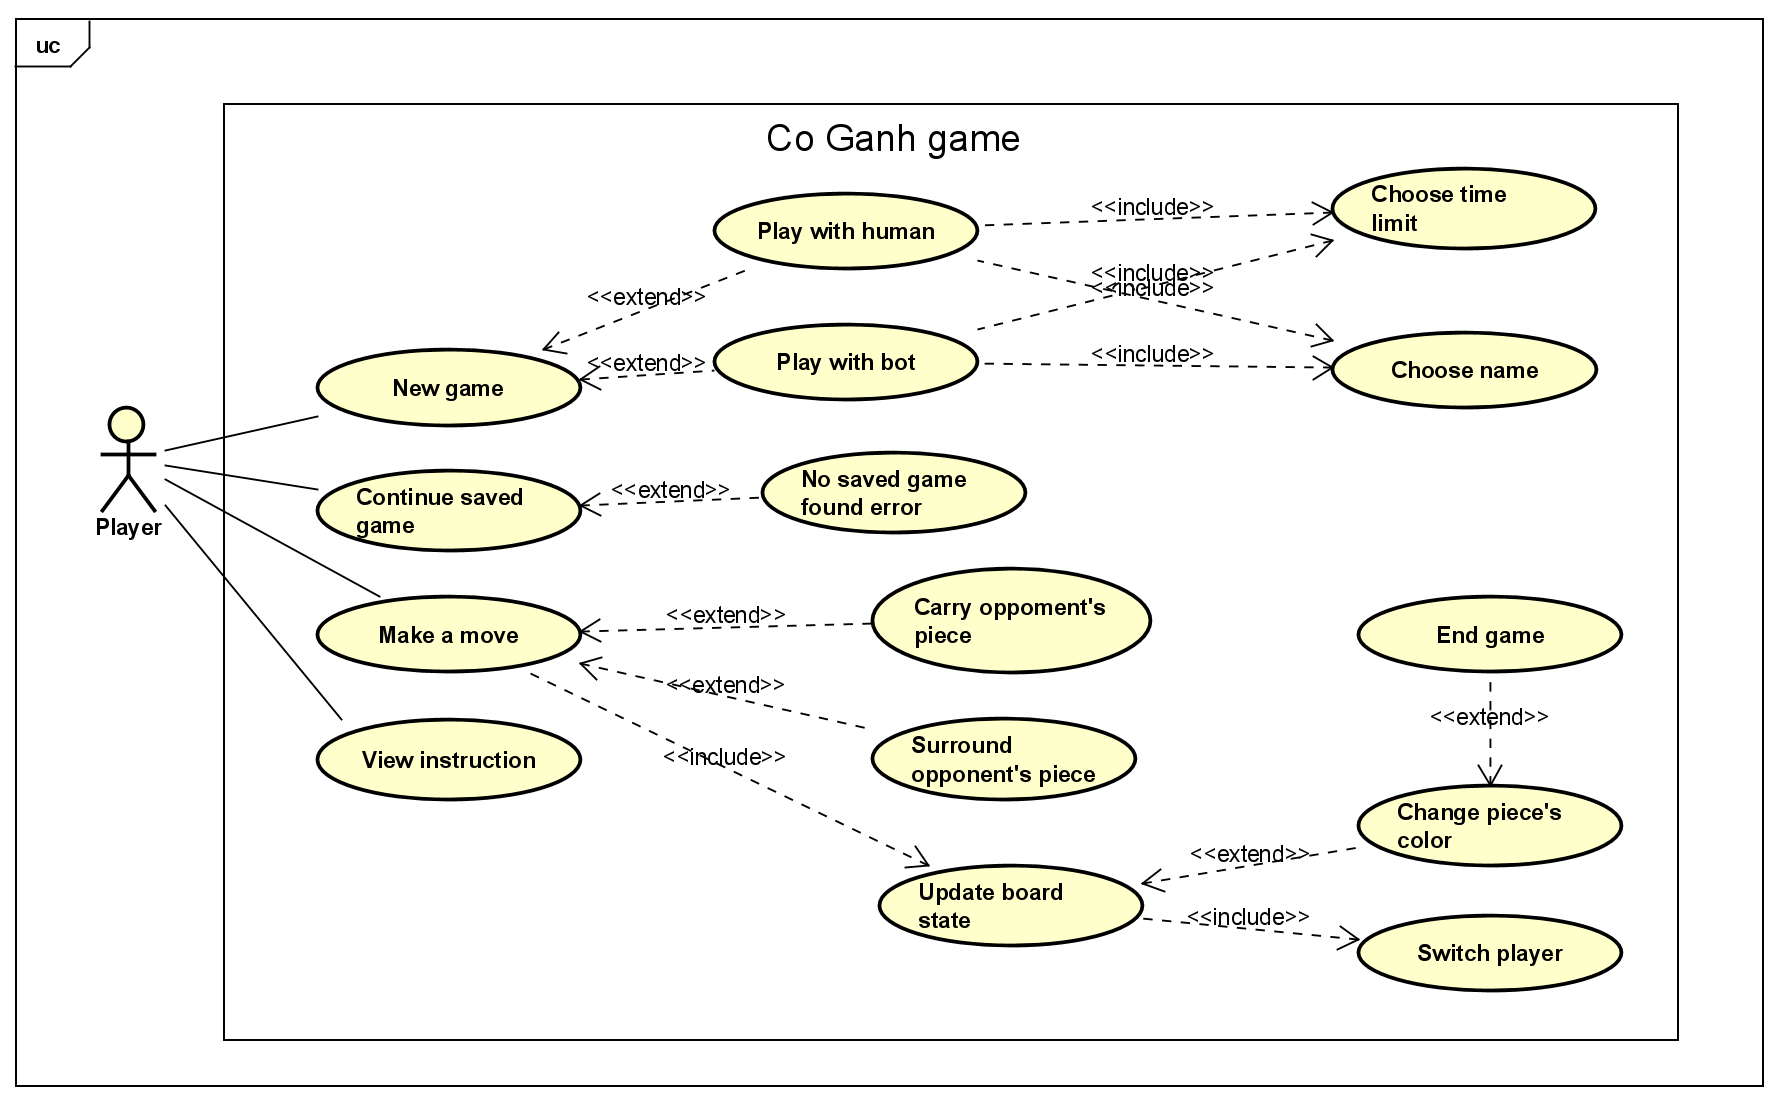 uc
Co Ganh game
Choose time
limit
<<include>>
Play with human
<<include>>
<<include>>
<<extend>>
Play with bot
<<include>>
<<extend>>
Choose name
New game
No saved game
found error
<<extend>>
Continue saved
game
Player
Carry oppoment's
piece
<<extend>>
Make a move
End game
<<extend>>
<<extend>>
Surround
opponent's piece
<<include>>
View instruction
Change piece's
color
<<extend>>
Update board
state
<<include>>
Switch player